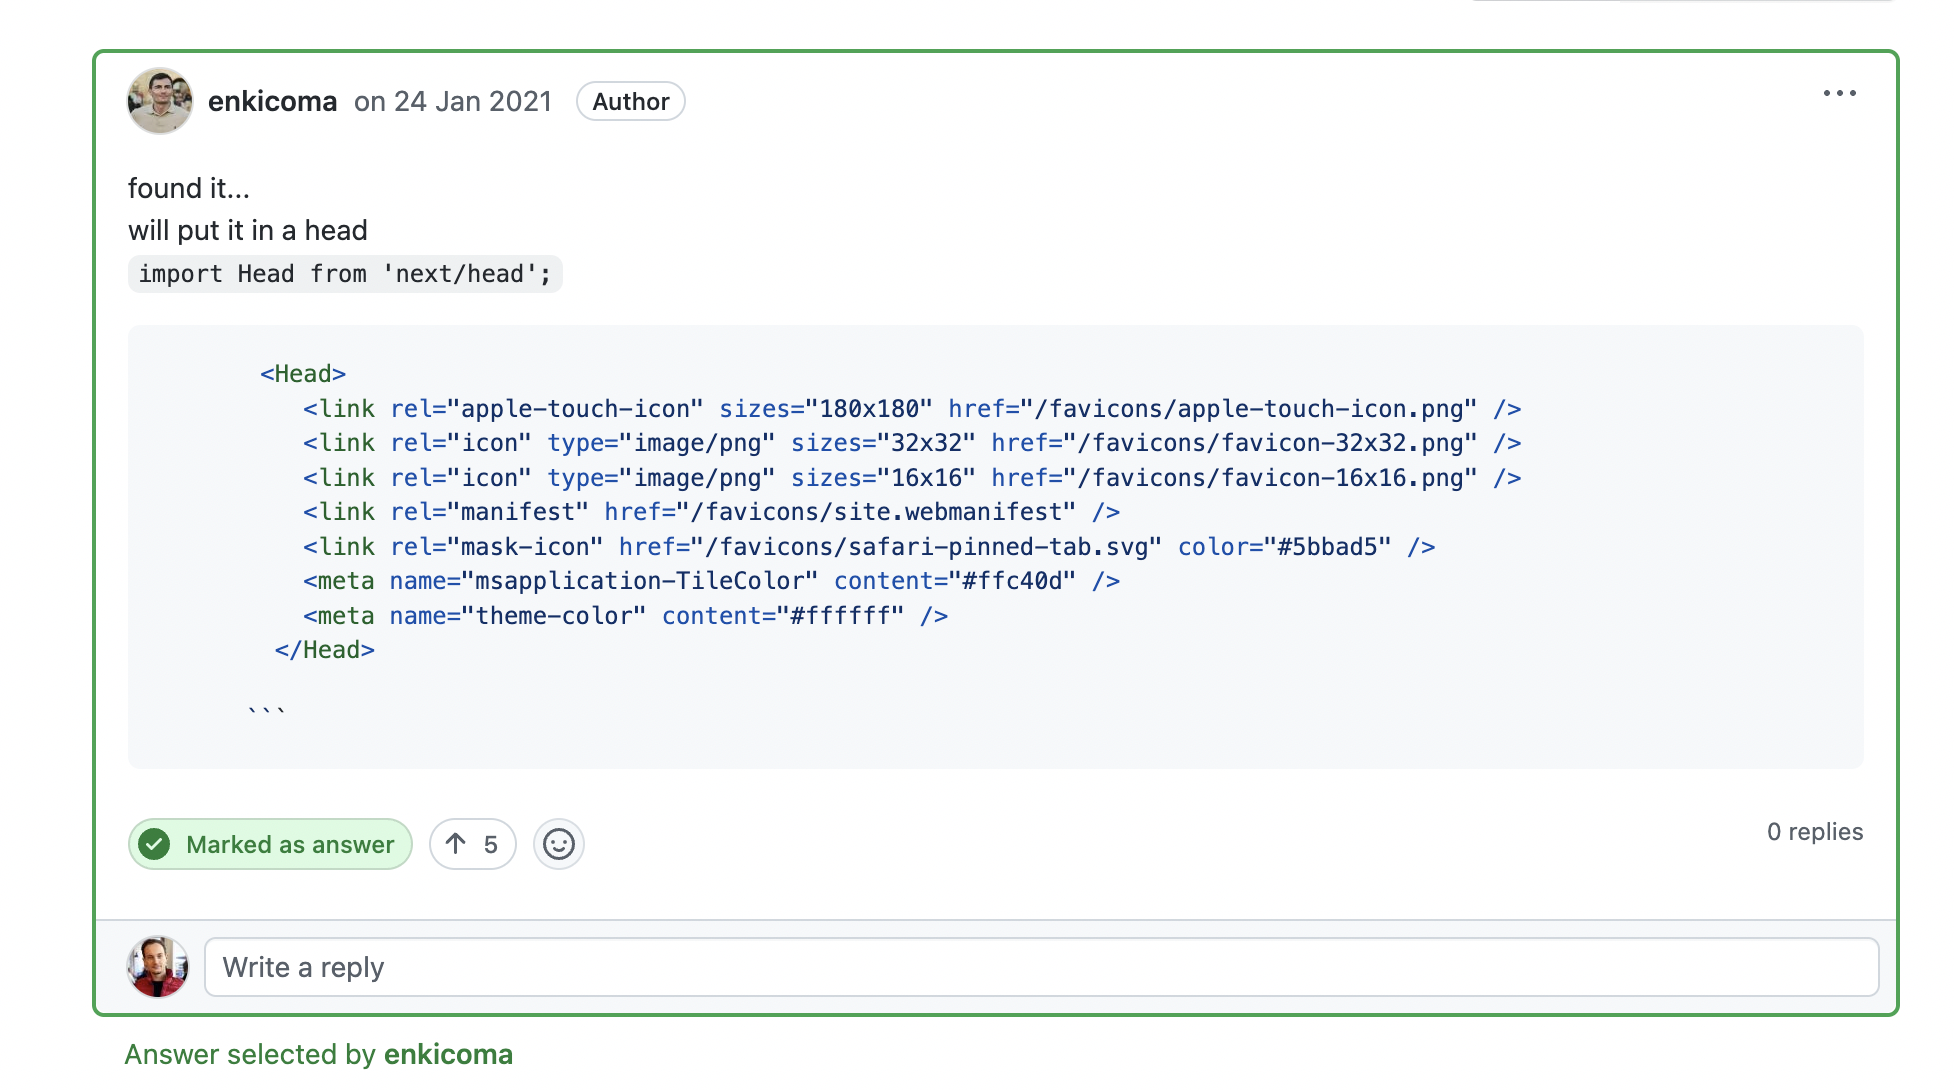 enkicoma on 24 Jan 2021 Author
found it...
will put it in a head
import Head from 'next/head';
<Head>
<link rel="apple-touch-icon" sizes="180x180" href="/favicons/apple-touch-icon.png" />
<link rel="icon" type="image/png" sizes="32x32" href="/favicons/favicon-32x32.png" />
<link rel="icon" type="image/png" sizes="16x16" href="/favicons/favicon-16x16.png" />
<link rel="manifest" href="/favicons/site.webmanifest" />
<link rel="mask-icon" href="/favicons/safari-pinned-tab.svg" color="#5bbad5" />
<meta name="msapplication-TileColor" content="#ffc40d" />
<meta name="theme-color" content="#ffffff" />
</Head>
```
Marked as answer 5
0 replies
Write a reply
Answer selected by enkicoma